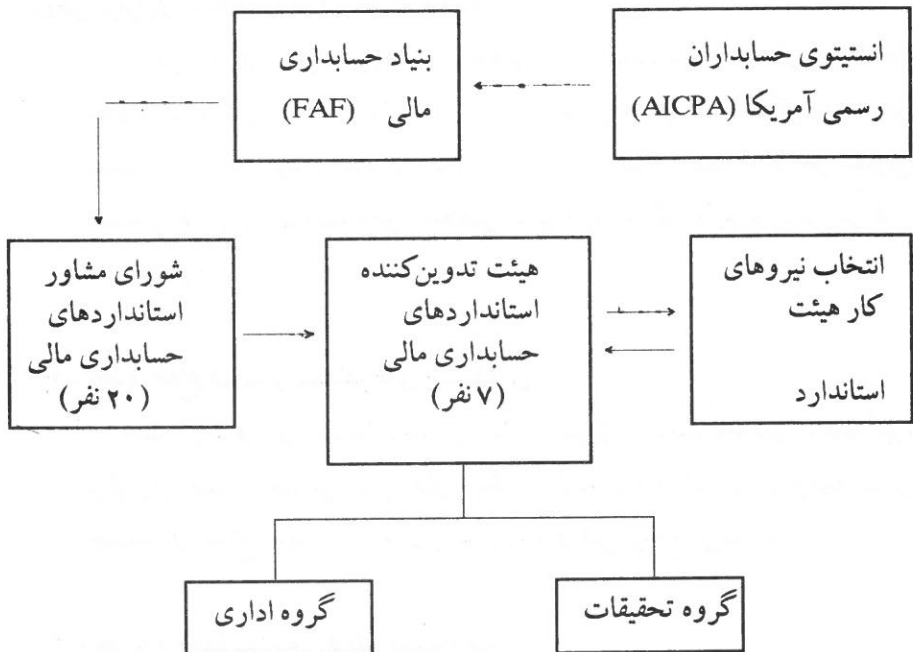 انستیتوی حسابداران
رسمی آمریکا (AICPA)
بنیاد حسابداری
مالی (FAF)
انتخاب نیروهای
کار هیئت
استاندارد
هیئت تدوین‌کننده
استانداردهای
حسابداری مالی
(۷ نفر)
شورای مشاور
استانداردهای
حسابداری مالی
(۲۰ نفر)
گروه تحقیقات
گروه اداری